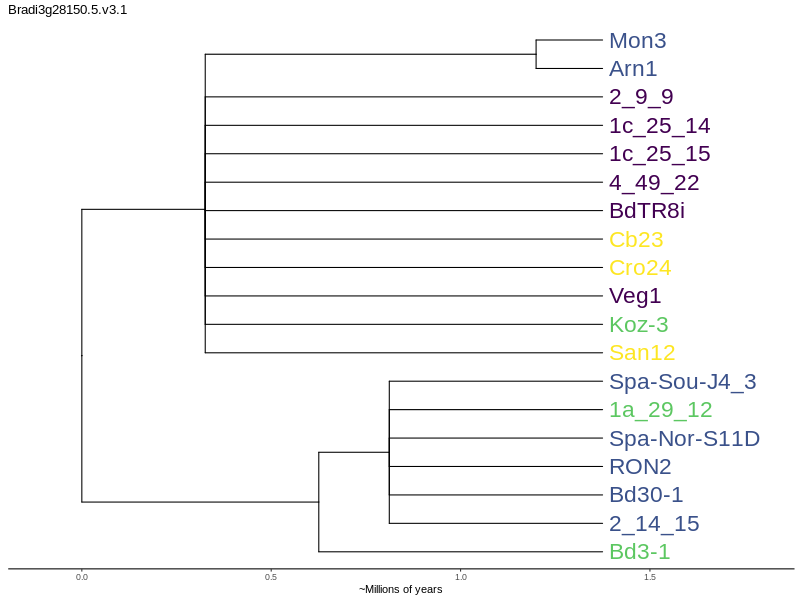 Bradi3g28150.5.v3.1
Mon3
Arn1
2_9_9
1c_25_14
1c_25_15
4_49_22
BdTR8i
Cb23
Cro24
Veg1
Koz-3
San12
Spa-Sou-J4_3
1a_29_12
Spa-Nor-S11D
RON2
Bd30-1
2_14_15
Bd3-1
0.0 0.5 1.0 1.5
~Millions of years